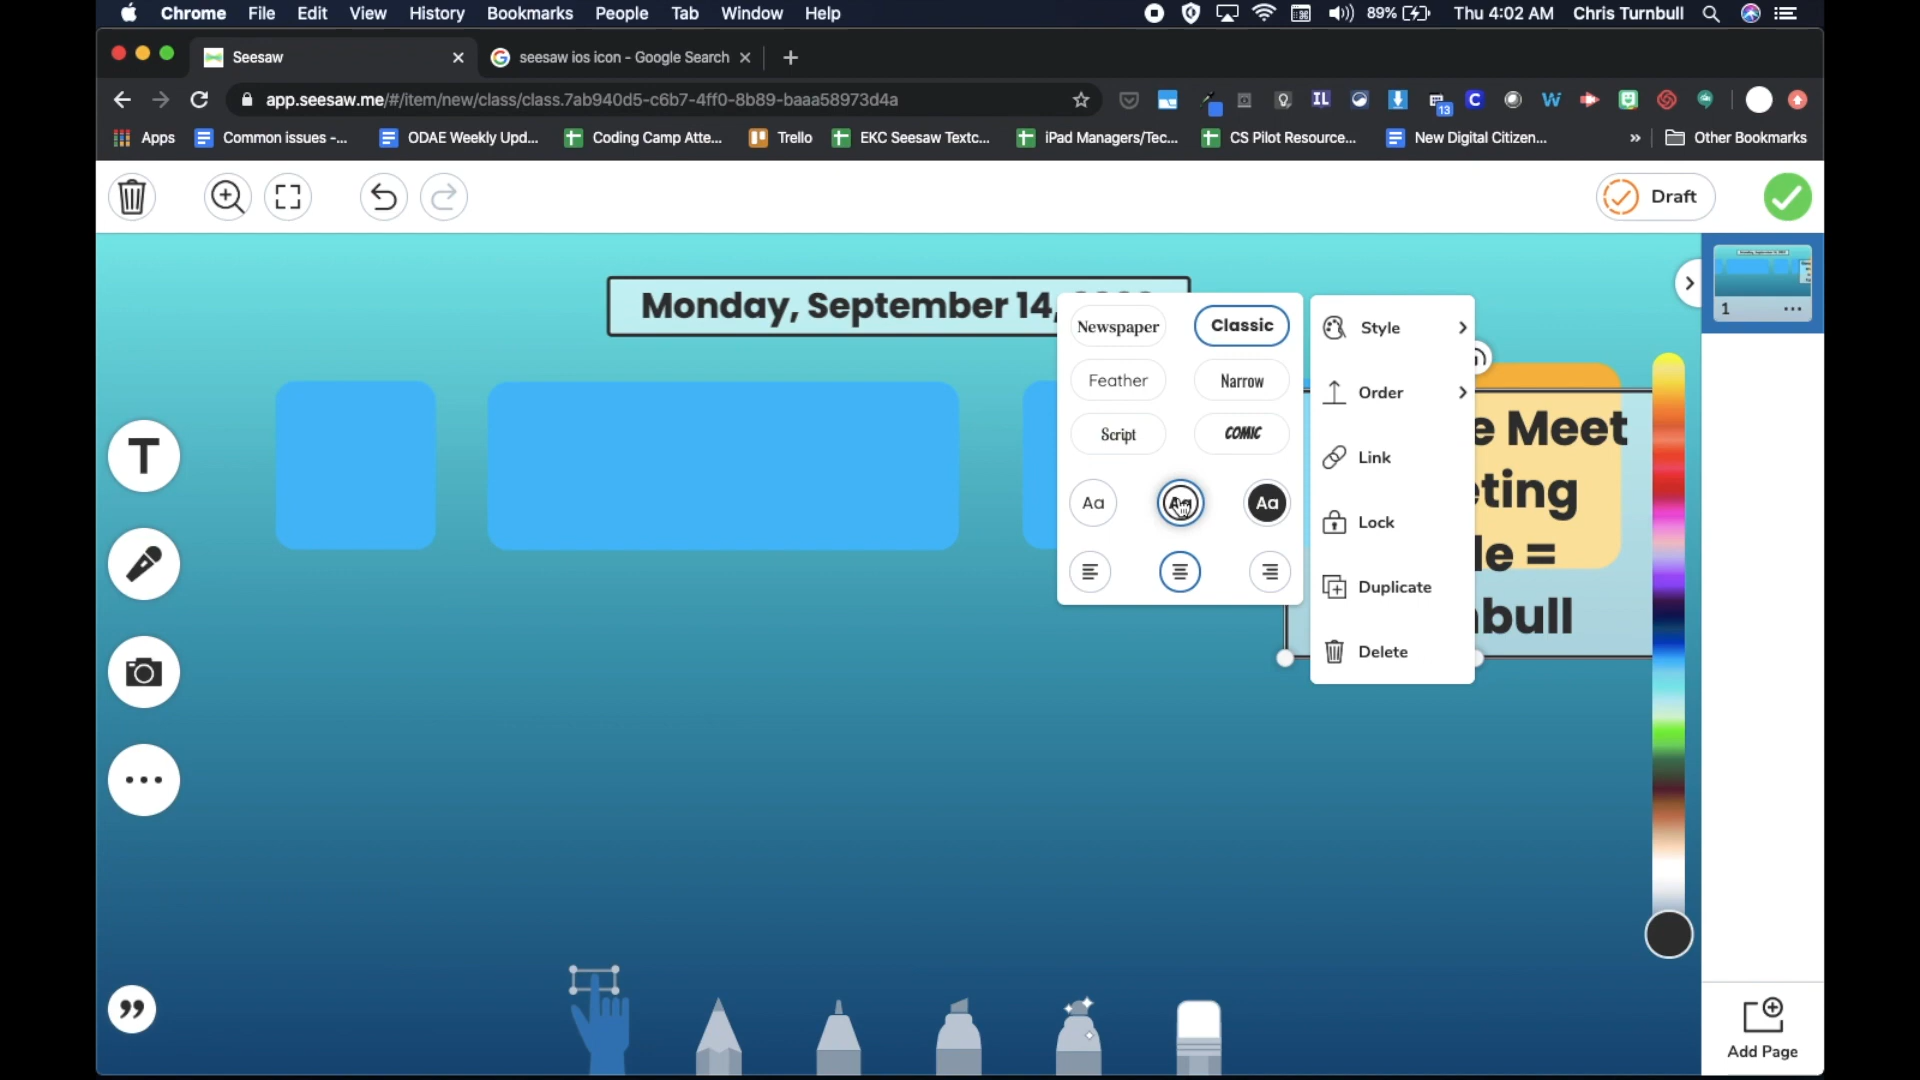 Chrome File Edit View History Bookmarks People Tab Window Help 89% Thu 4:02 AM Chris Turnbull
Seesaw seesaw ios icon - Google Search
app.seesaw.me/#/item/new/class/class.7ab940d5-c6b7-4ff0-8b89-baaa58973d4a IL 13 C W
Apps Common issues -... ODAE Weekly Upd... Coding Camp Atte... Trello EKC Seesaw Textc... iPad Managers/Tec... CS Pilot Resource... New Digital Citizen... » Other Bookmarks
Draft
Monday, September 14,
Newspaper Classic
Feather Narrow
Script COMIC
Aa Aa
Style
Order
Link
Lock
Duplicate
Delete
e Meet
ting
le =
bull
T
1 ...
Add Page